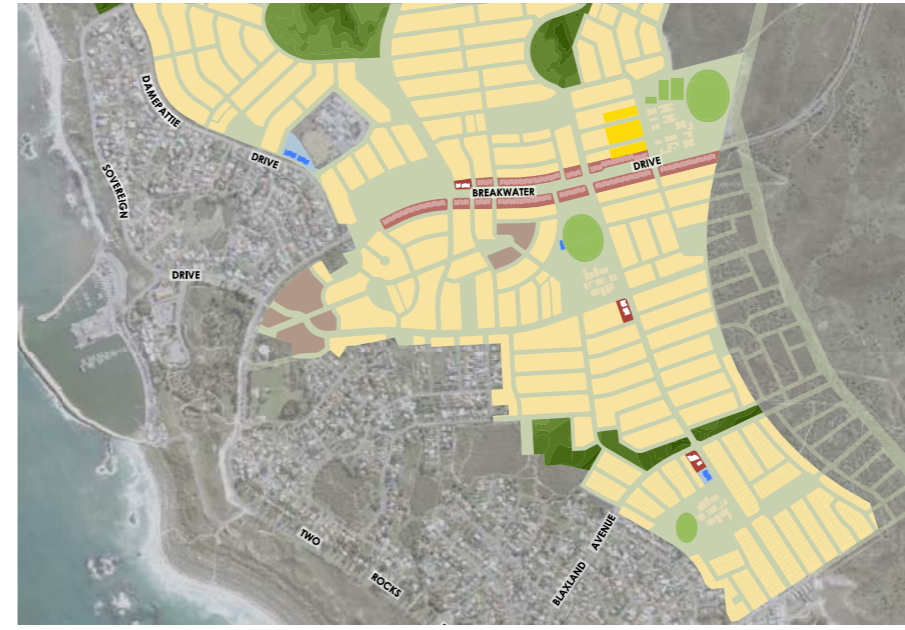 DAMEPATTIE
DRIVE
DRIVE
BREAKWATER
SOVEREIGN
DRIVE
TWO
ROCKS
BLAXLAND
AVENUE